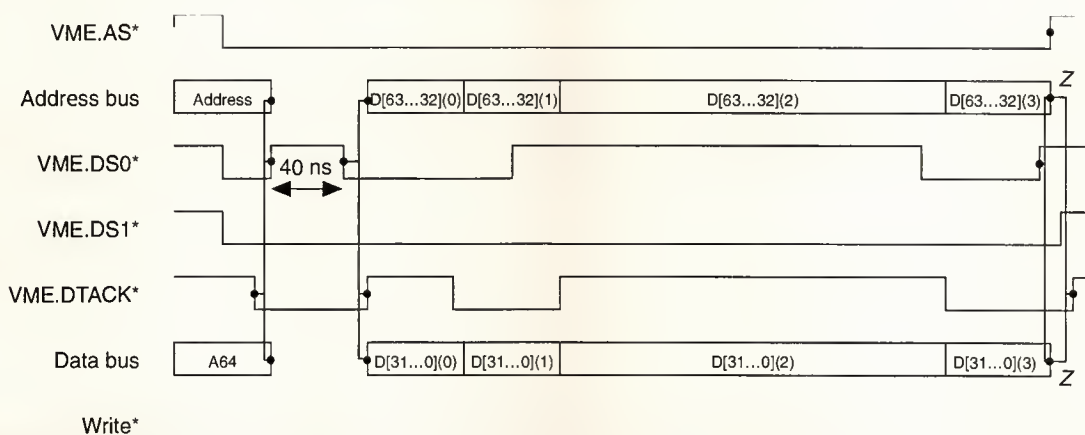 VME.AS*
Z
Address bus Address D[63...32](0) D[63...32](1) D[63...32](2) D[63...32](3)
VME.DS0* 40 ns
VME.DS1*
VME.DTACK*
Data bus A64 D[31...0](0) D[31...0](1) D[31...0](2) D[31...0](3)
Z
Write*